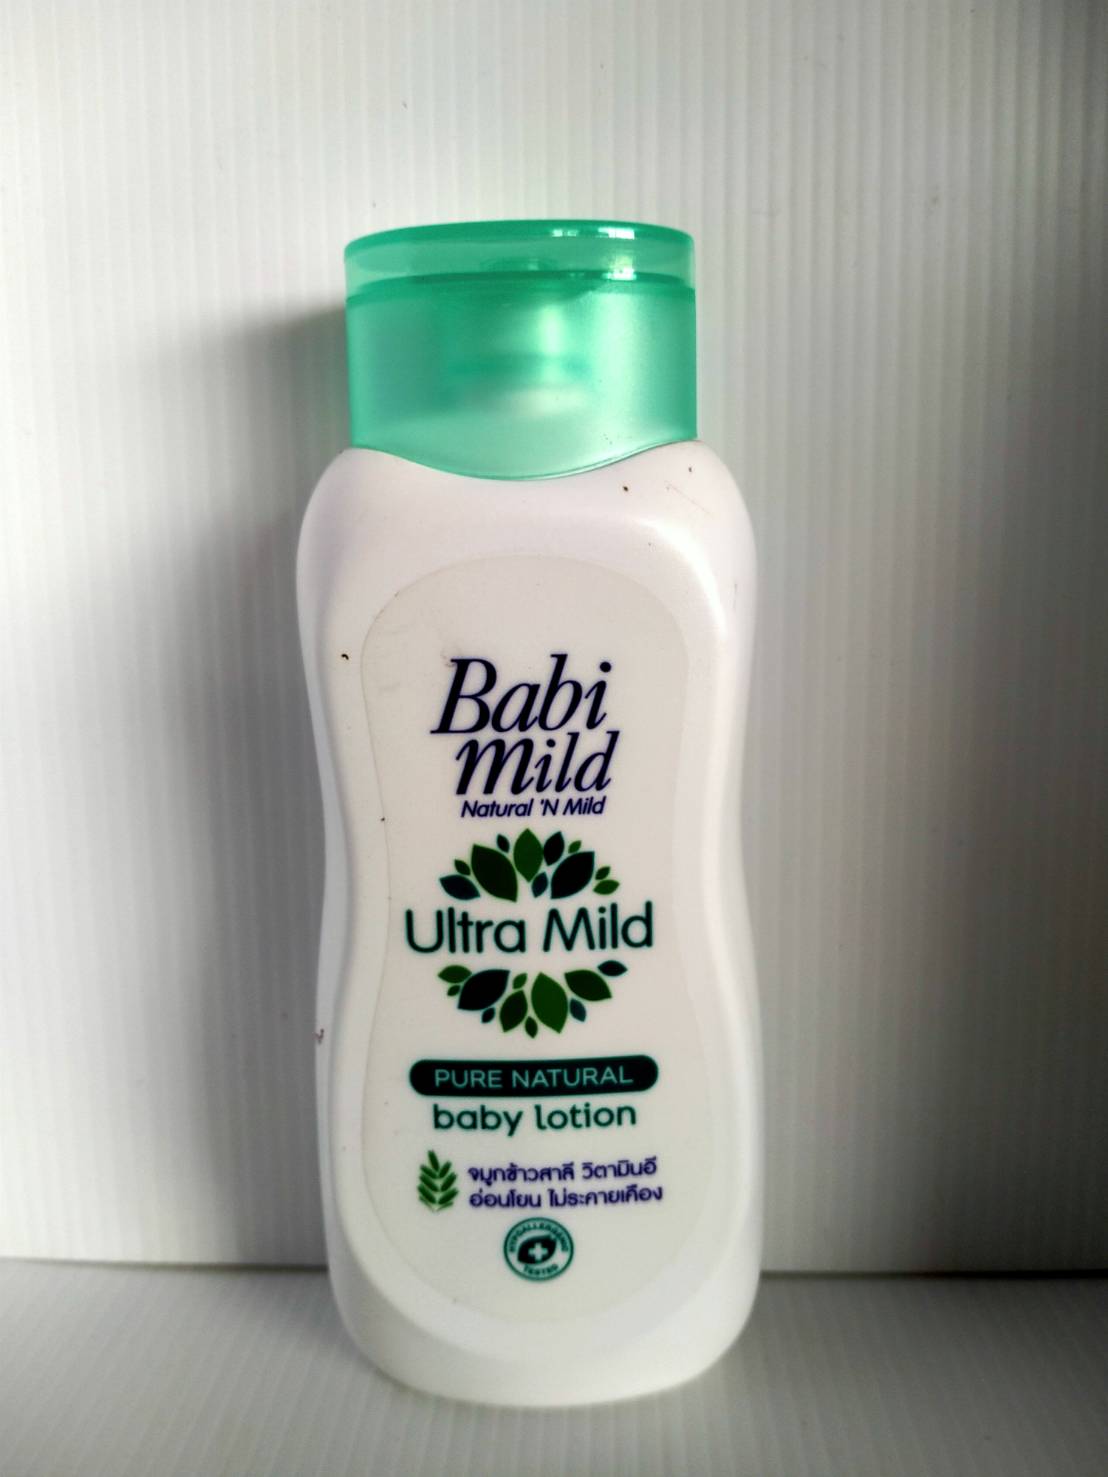 Babi
mild
Natural 'N Mild
Ultra Mild
PURE NATURAL
baby lotion
จมูกข้าวสาลี วิตามินอี
อ่อนโยน ไม่ระคายเคือง
HYPOALLERGENIC
TESTED